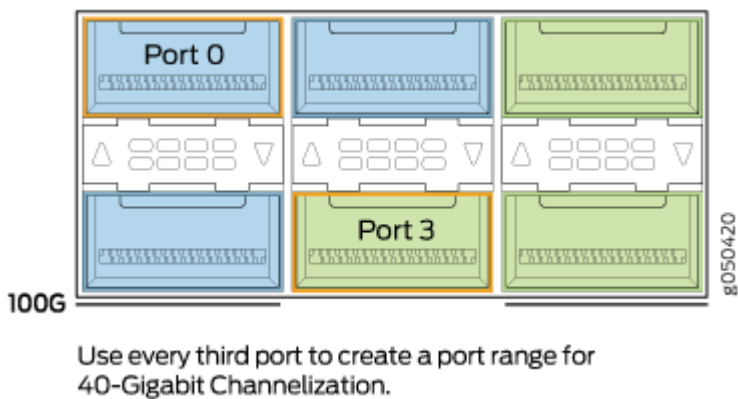 Port 0
Port 3
g050420
100G
Use every third port to create a port range for
40-Gigabit Channelization.